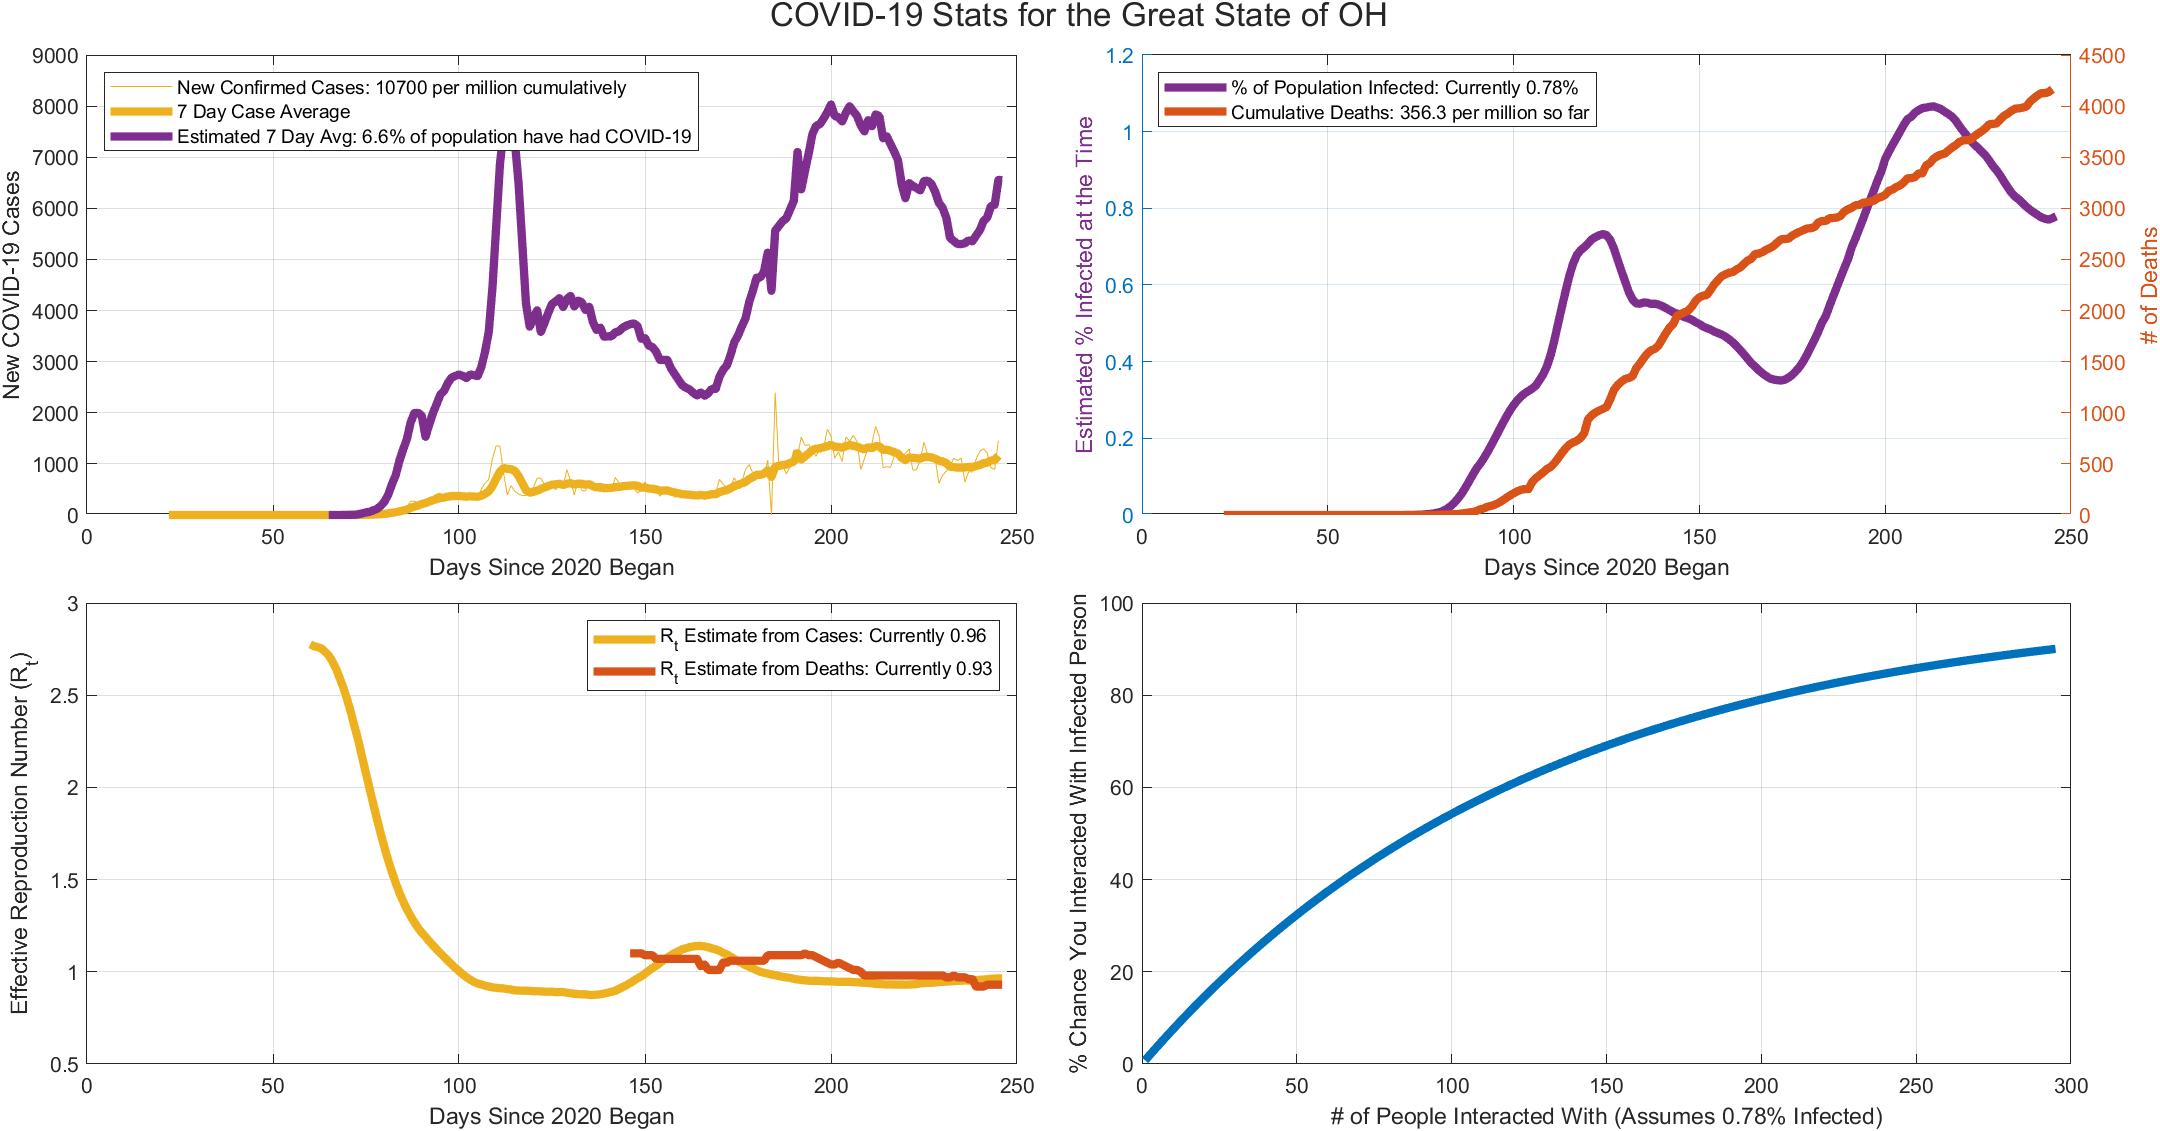 COVID-19 Stats for the Great State of OH
9000
8000
7000
6000
5000
4000
3000
2000
1000
0
New COVID-19 Cases
New Confirmed Cases: 10700 per million cumulatively
7 Day Case Average
Estimated 7 Day Avg: 6.6% of population have had COVID-19
0 50 100 150 200 250
Days Since 2020 Began
1.2
1
0.8
0.6
0.4
0.2
0
Estimated % Infected at the Time
% of Population Infected: Currently 0.78%
Cumulative Deaths: 356.3 per million so far
4500
4000
3500
3000
2500
2000
1500
1000
500
0
# of Deaths
0 50 100 150 200 250
Days Since 2020 Began
3
2.5
2
1.5
1
0.5
Effective Reproduction Number (Rt)
Rt Estimate from Cases: Currently 0.96
Rt Estimate from Deaths: Currently 0.93
0 50 100 150 200 250
Days Since 2020 Began
100
80
60
40
20
0
% Chance You Interacted With Infected Person
0 50 100 150 200 250 300
# of People Interacted With (Assumes 0.78% Infected)